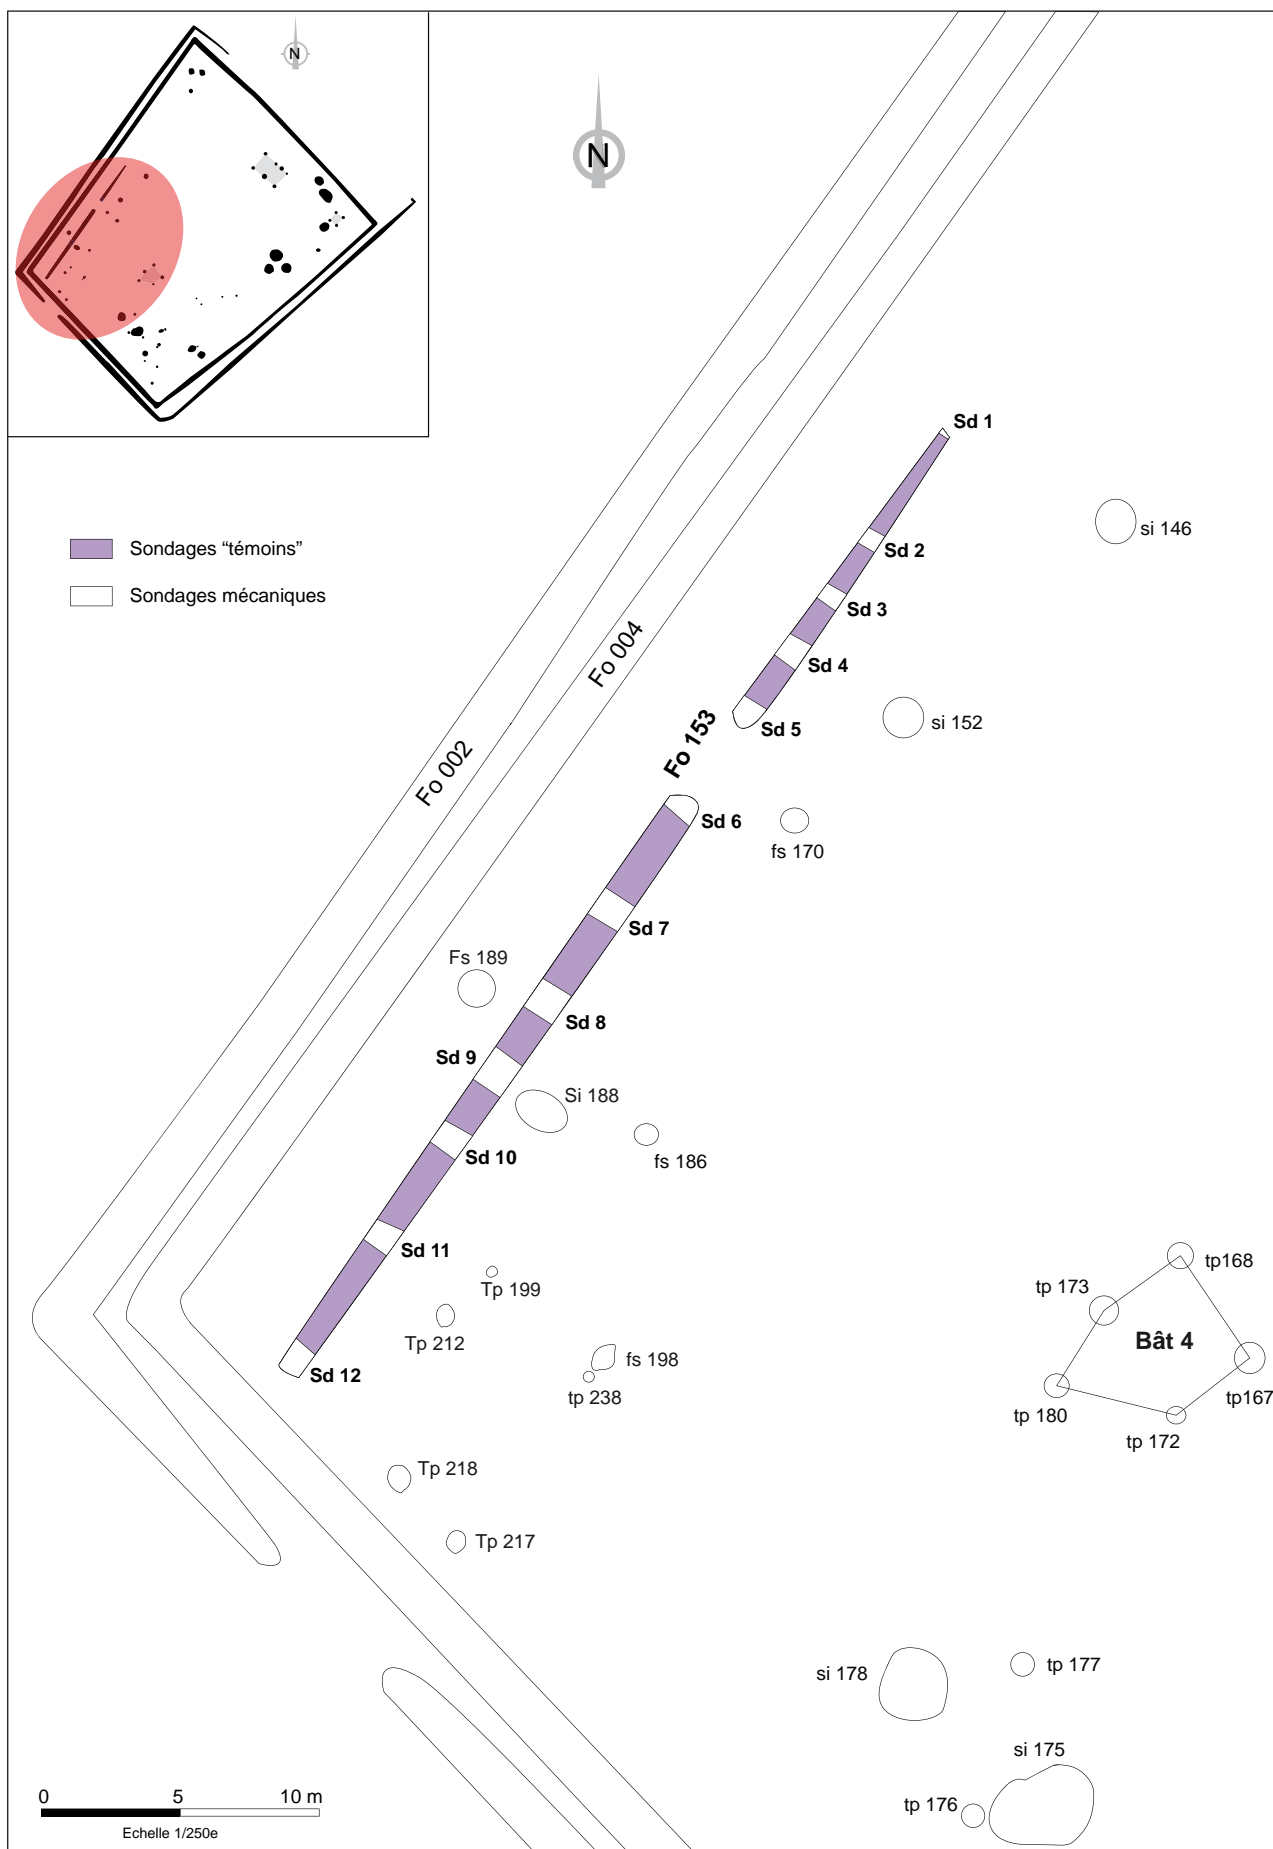 N
N
Sd 1
si 146
Sondages “témoins”
Sd 2
Sondages mécaniques
Sd 3
Fo 004
Sd 4
Fo 153
si 152
Sd 5
Fo 002
Sd 6
fs 170
Sd 7
Fs 189
Sd 8
Sd 9
Si 188
Sd 10
fs 186
Sd 11
tp168
Tp 199
tp 173
Tp 212
Bât 4
fs 198
Sd 12
tp167
tp 238
tp 180
tp 172
Tp 218
Tp 217
si 178
tp 177
si 175
0 5 10 m
tp 176
Echelle 1/250e